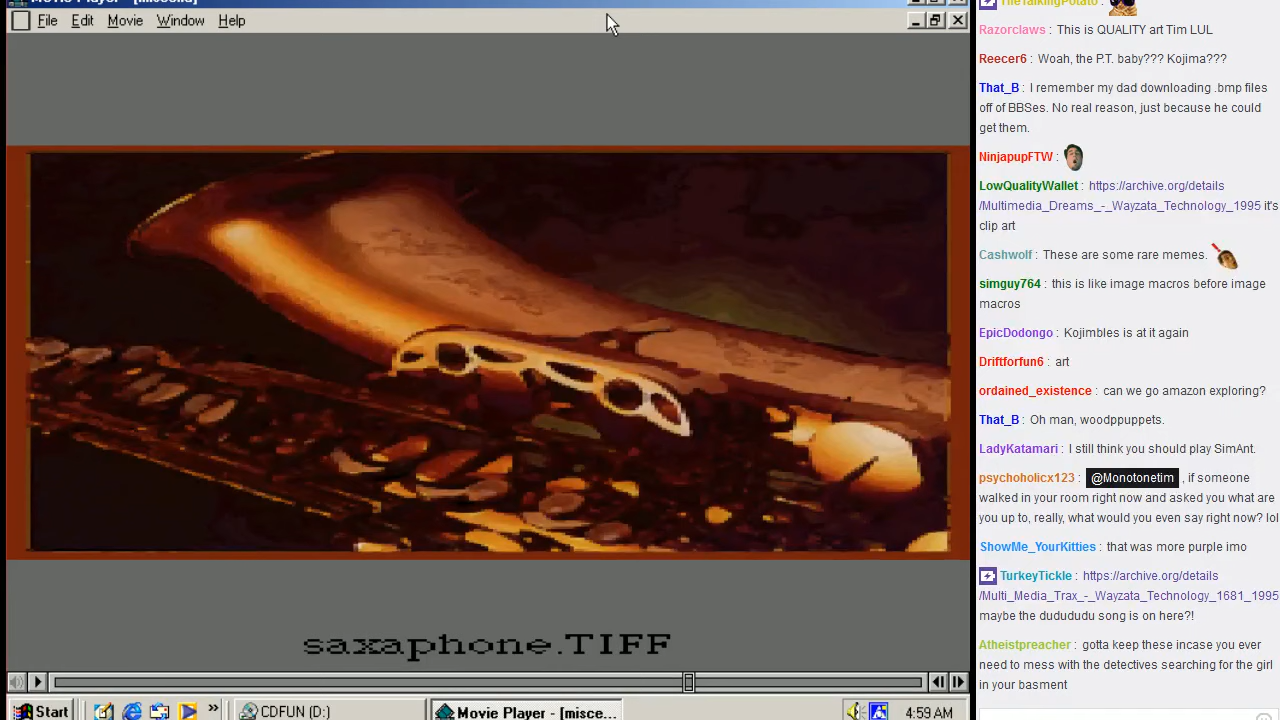 File Edit Movie Window Help
saxaphone.TIFF
Start
CDFUN (D:)
Movie Player - [misce...
4:59 AM
Razorclaws : This is QUALITY art Tim LUL
Reecer6 : Woah, the P.T. baby??? Kojima???
That_B : I remember my dad downloading .bmp files
off of BBSes. No real reason, just because he could
get them.
NinjapupFTW :
LowQualityWallet : https://archive.org/details
/Multimedia_Dreams_-_Wayzata_Technology_1995 it's
clip art
Cashwolf : These are some rare memes.
simguy764 : this is like image macros before image
macros
EpicDodongo : Kojimbles is at it again
Driftforfun6 : art
ordained_existence : can we go amazon exploring?
That_B : Oh man, woodppuppets.
LadyKatamari : I still think you should play SimAnt.
psychoholicx123 : @Monotonetim , if someone
walked in your room right now and asked you what are
you up to, really, what would you even say right now? lol
ShowMe_YourKitties : that was more purple imo
TurkeyTickle : https://archive.org/details
/Multi_Media_Trax_-_Wayzata_Technology_1681_1995
maybe the dudududu song is on here?!
Atheistpreacher : gotta keep these incase you ever
need to mess with the detectives searching for the girl
in your basment